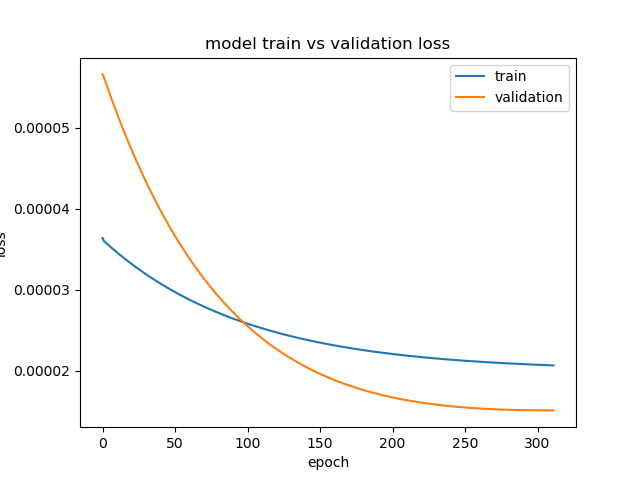 model train vs validation loss
train
validation
0.00005
0.00004
0.00003
0.00002
loss
0 50 100 150 200 250 300
epoch